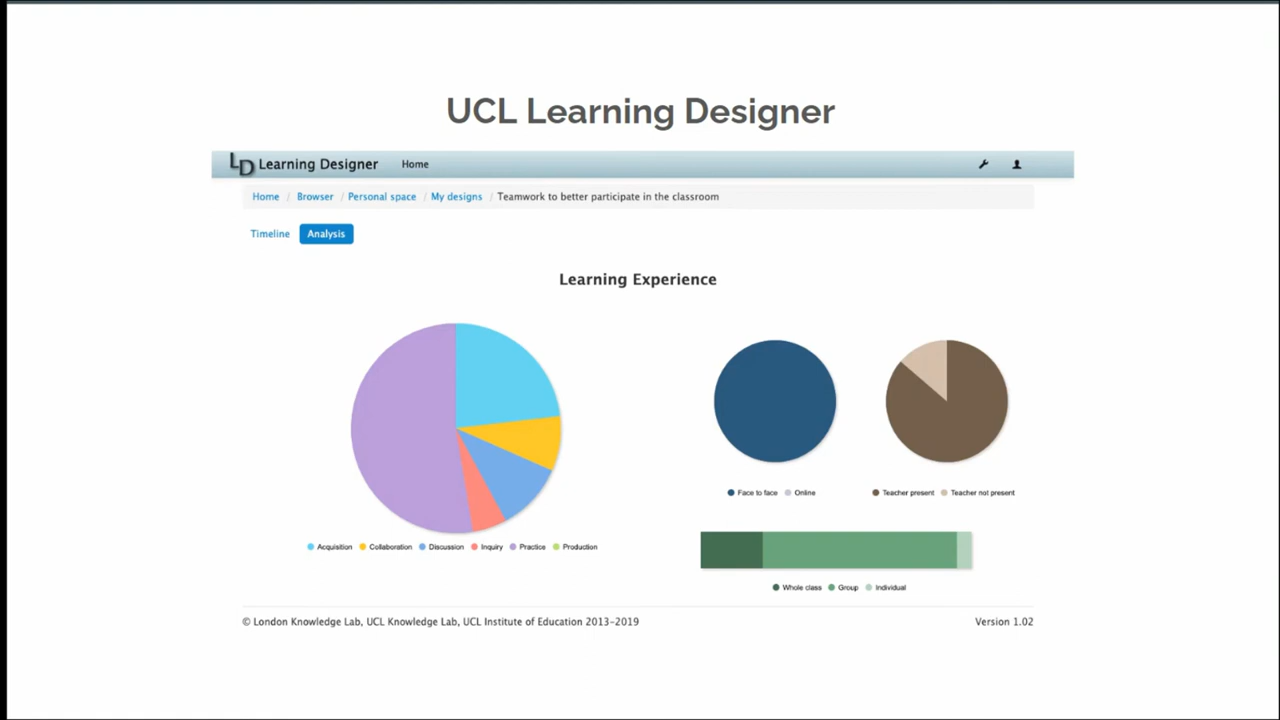 UCL Learning Designer
LD Learning Designer Home
Home / Browser / Personal space / My designs / Teamwork to better participate in the classroom
Timeline Analysis
Learning Experience
Face to face Online
Teacher present Teacher not present
Acquisition Collaboration Discussion Inquiry Practice Production
Whole class Group Individual
© London Knowledge Lab, UCL Knowledge Lab, UCL Institute of Education 2013-2019 Version 1.02